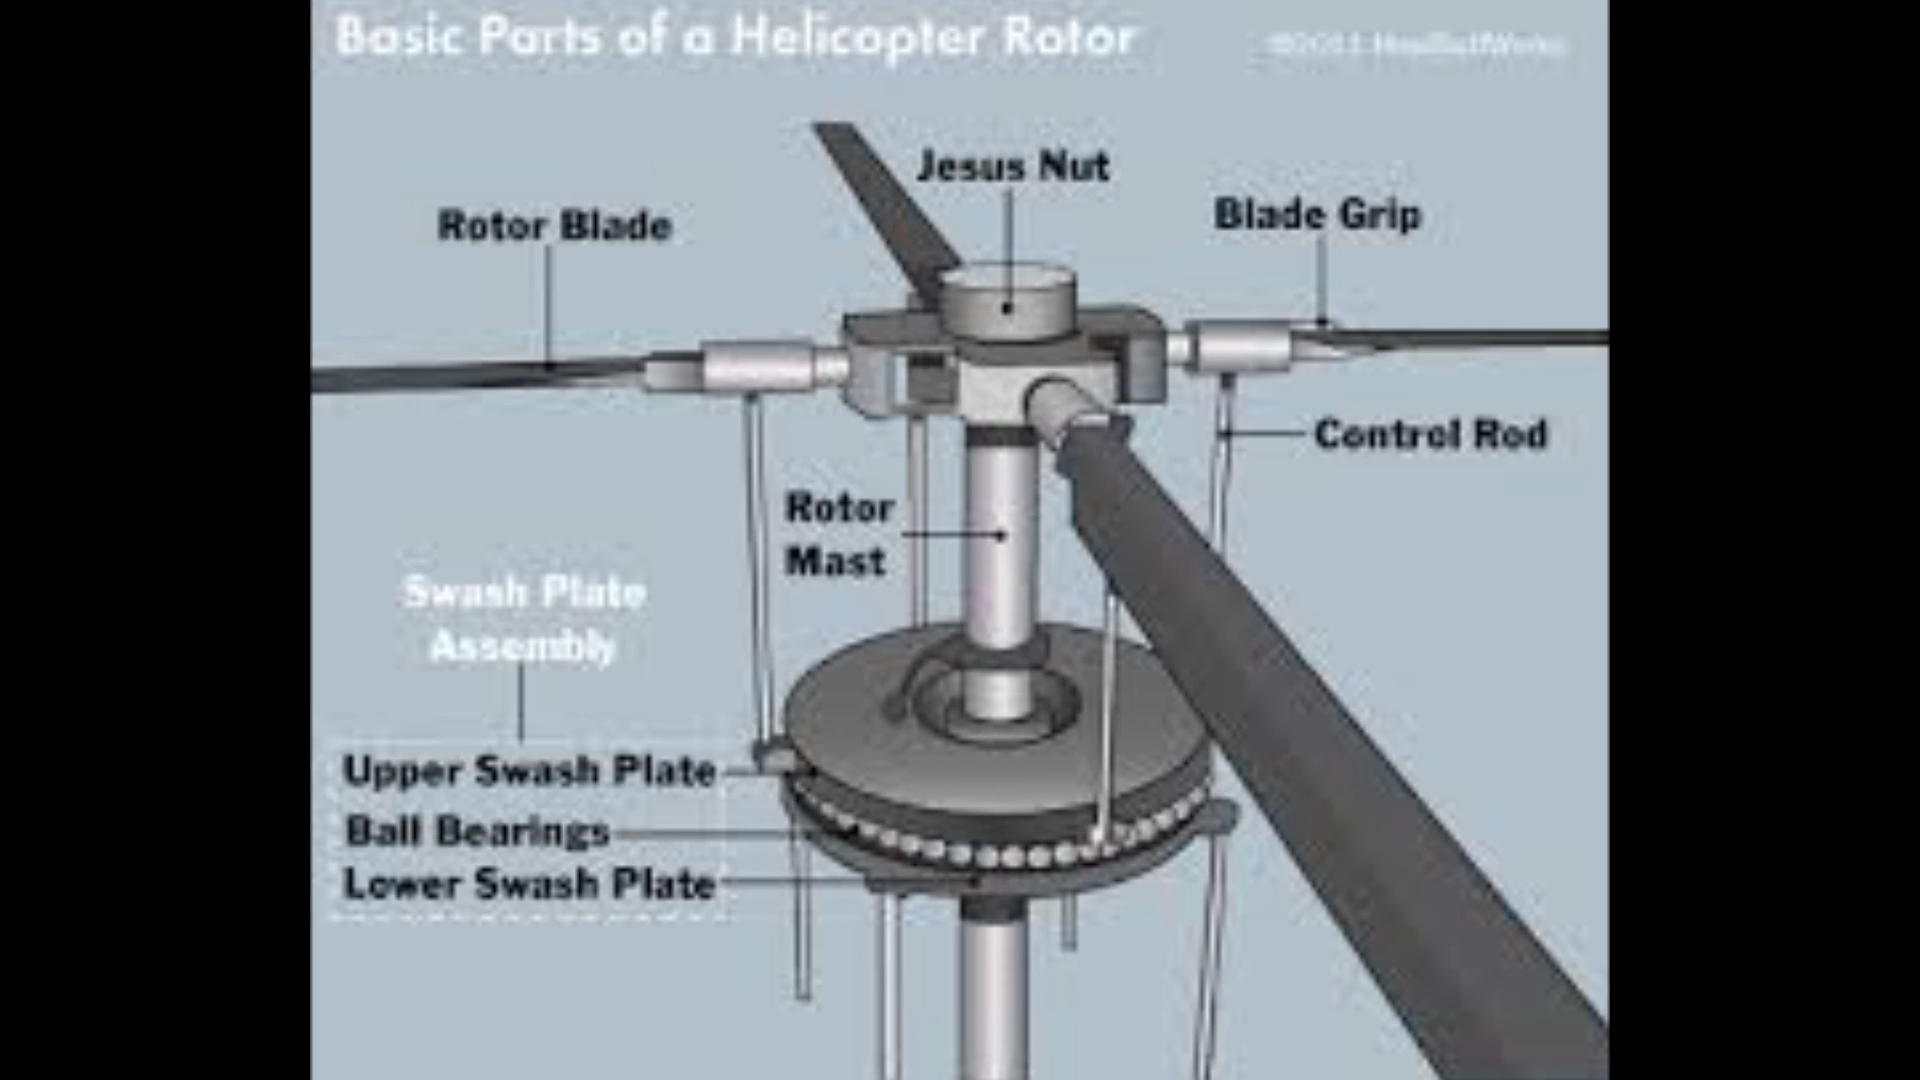 Basic Parts of a Helicopter Rotor
Jesus Nut
Rotor Blade
Blade Grip
Control Rod
Rotor
Mast
Swash Plate
Assembly
Upper Swash Plate
Ball Bearings
Lower Swash Plate